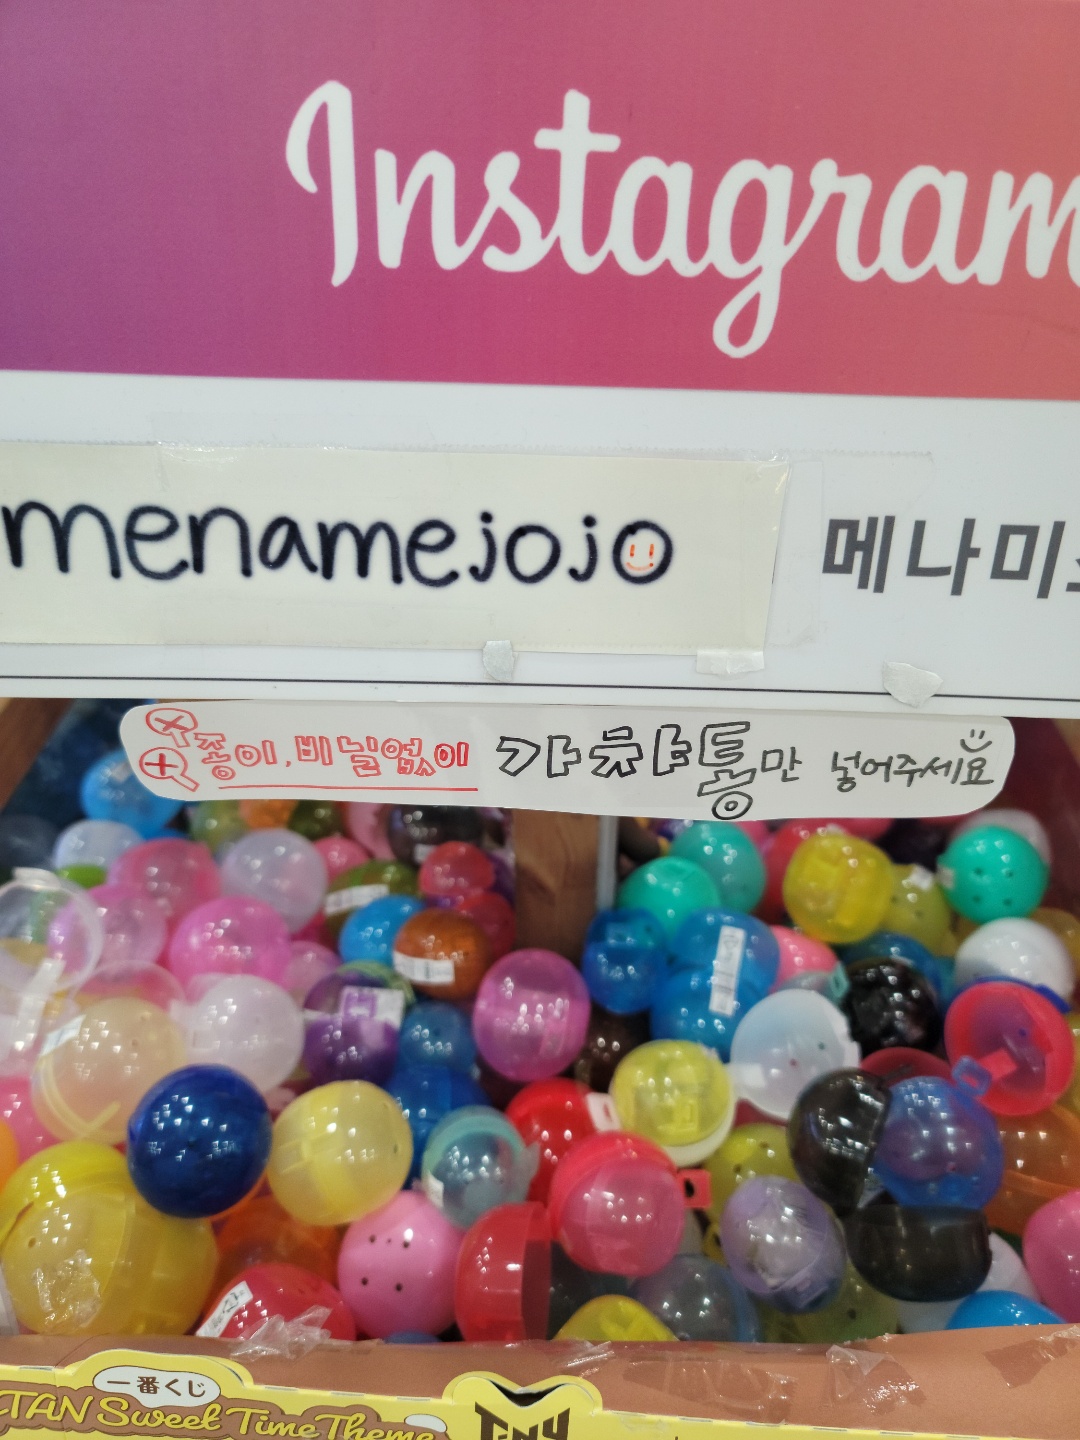 Instagram
menamejojo 메나미
종이, 비닐없이 가챠통만 넣어주세요
一番くじ
TAN Sweet Time Theme
TINY